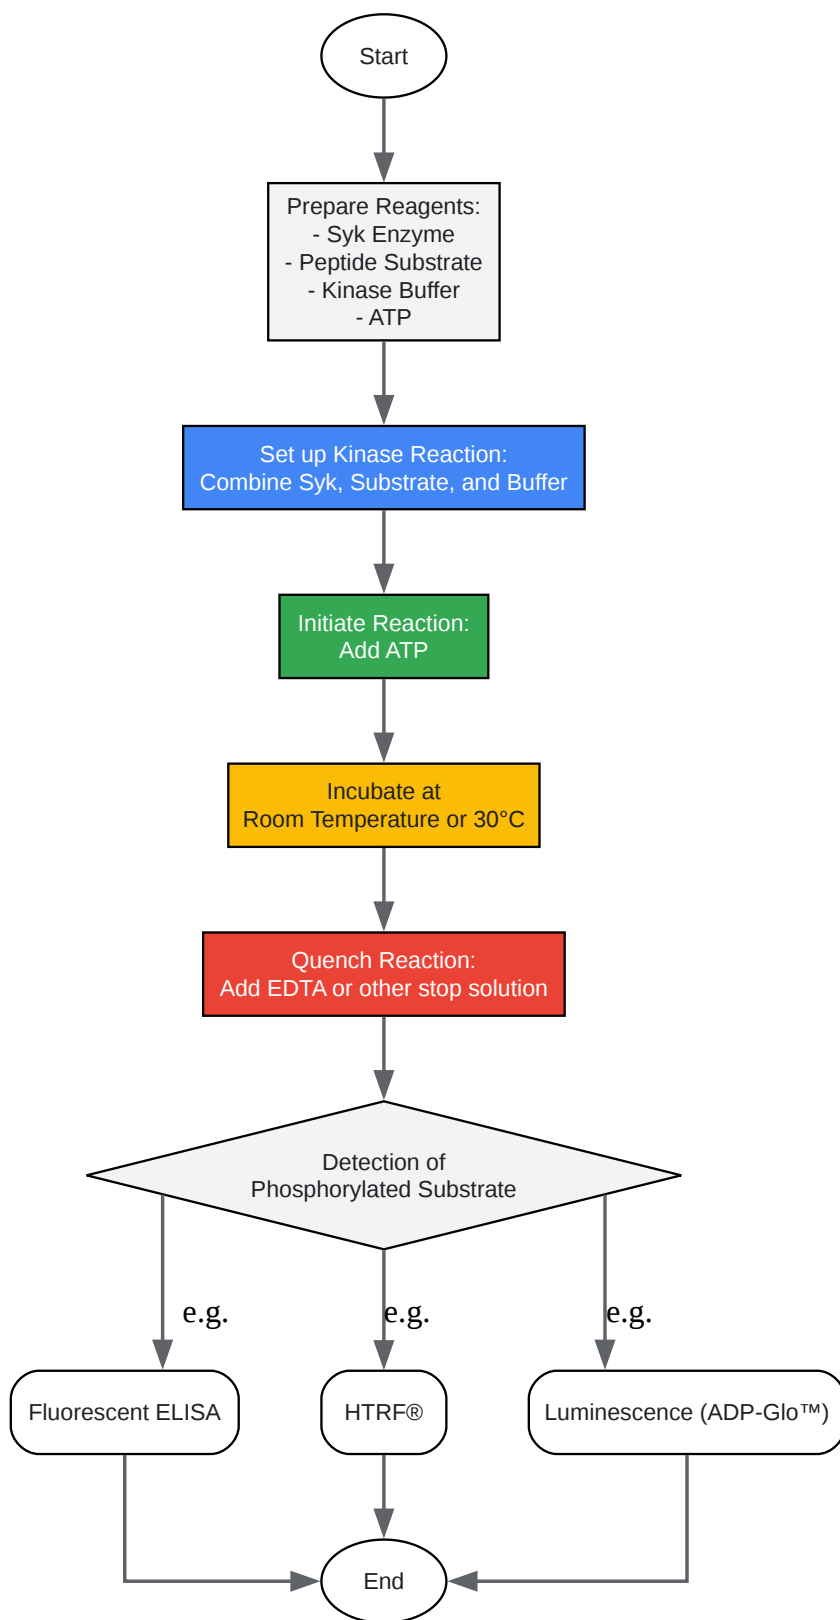 Start
Prepare Reagents:
- Syk Enzyme
- Peptide Substrate
- Kinase Buffer
- ATP
Set up Kinase Reaction:
Combine Syk, Substrate, and Buffer
Initiate Reaction:
Add ATP
Incubate at
Room Temperature or 30°C
Quench Reaction:
Add EDTA or other stop solution
Detection of
Phosphorylated Substrate
e.g.
e.g.
e.g.
Fluorescent ELISA
HTRF®
Luminescence (ADP-Glo™)
End